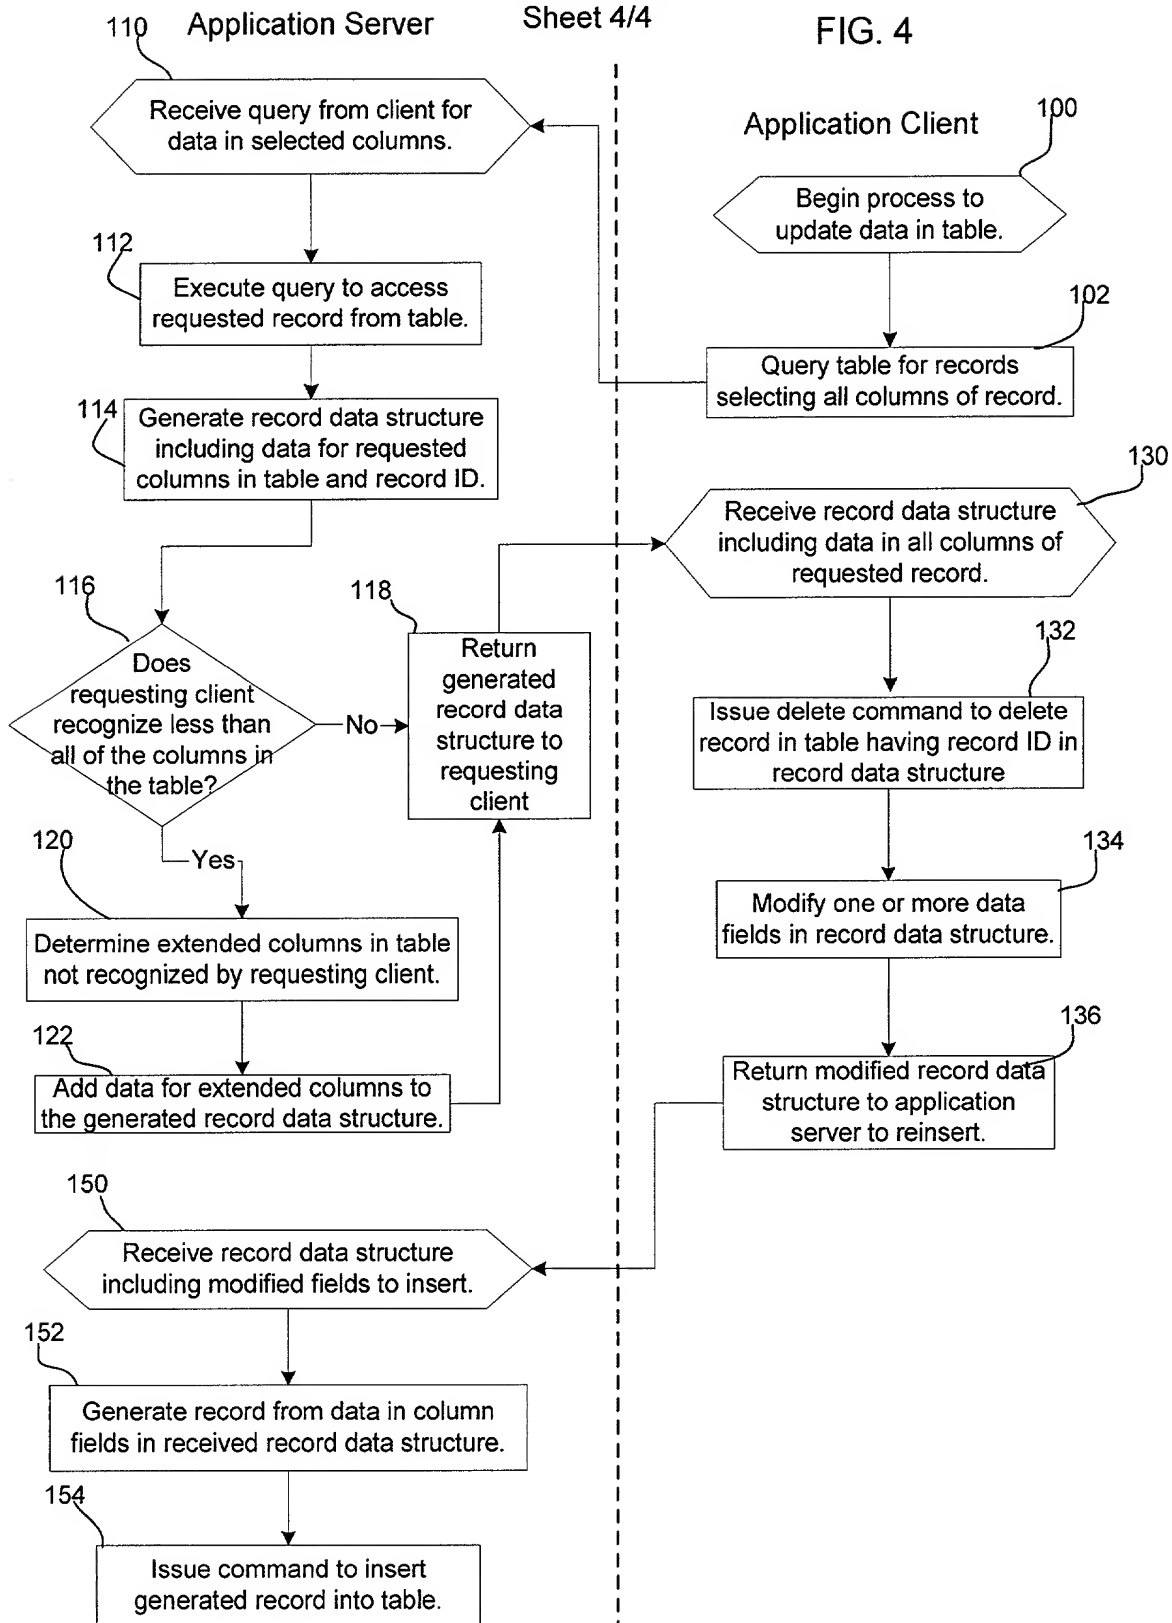 Application Server
Sheet 4/4
FIG. 4
110
Receive query from client for
data in selected columns.
Application Client
100
Begin process to
update data in table.
112
Execute query to access
requested record from table.
102
Query table for records
selecting all columns of record.
114
Generate record data structure
including data for requested
columns in table and record ID.
130
Receive record data structure
including data in all columns of
requested record.
116
Does
requesting client
recognize less than
all of the columns in
the table?
No
118
Return
generated
record data
structure to
requesting
client
132
Issue delete command to delete
record in table having record ID in
record data structure
Yes
120
Determine extended columns in table
not recognized by requesting client.
134
Modify one or more data
fields in record data structure.
122
Add data for extended columns to
the generated record data structure.
136
Return modified record data
structure to application
server to reinsert.
150
Receive record data structure
including modified fields to insert.
152
Generate record from data in column
fields in received record data structure.
154
Issue command to insert
generated record into table.